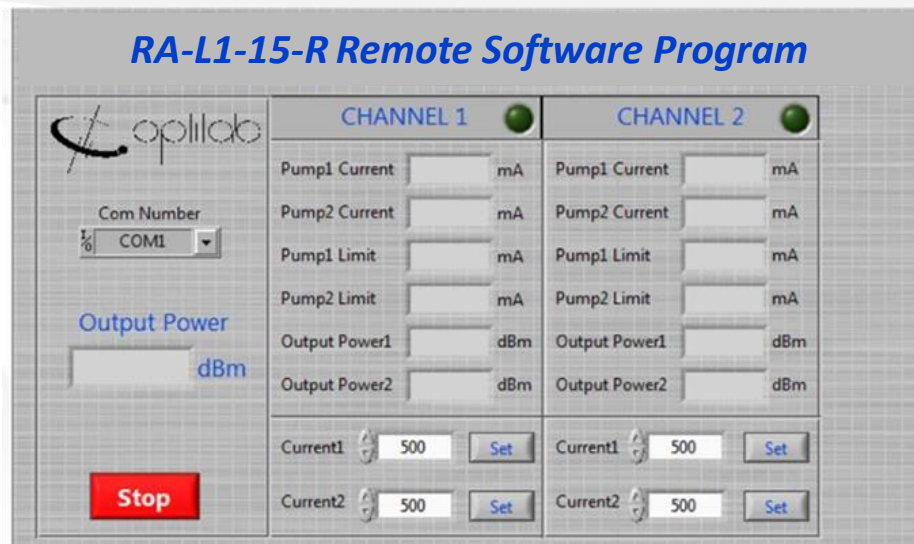 RA-L1-15-R Remote Software Program
optilab
Com Number
I/O COM1
Output Power
dBm
Stop
CHANNEL 1
Pump1 Current mA
Pump2 Current mA
Pump1 Limit mA
Pump2 Limit mA
Output Power1 dBm
Output Power2 dBm
Current1 500 Set
Current2 500 Set
CHANNEL 2
Pump1 Current mA
Pump2 Current mA
Pump1 Limit mA
Pump2 Limit mA
Output Power1 dBm
Output Power2 dBm
Current1 500 Set
Current2 500 Set